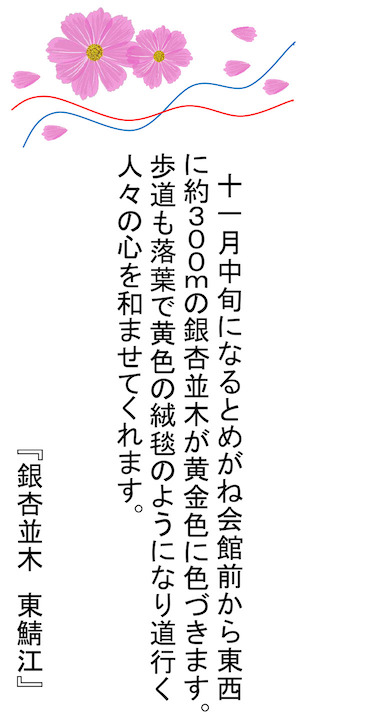 十一月中旬になるとめがね会館前から東西
に約３００ｍの銀杏並木が黄金色に色づきます。
歩道も落葉で黄色の絨毯のようになり道行く
人々の心を和ませてくれます。
『銀杏並木　東鯖江』